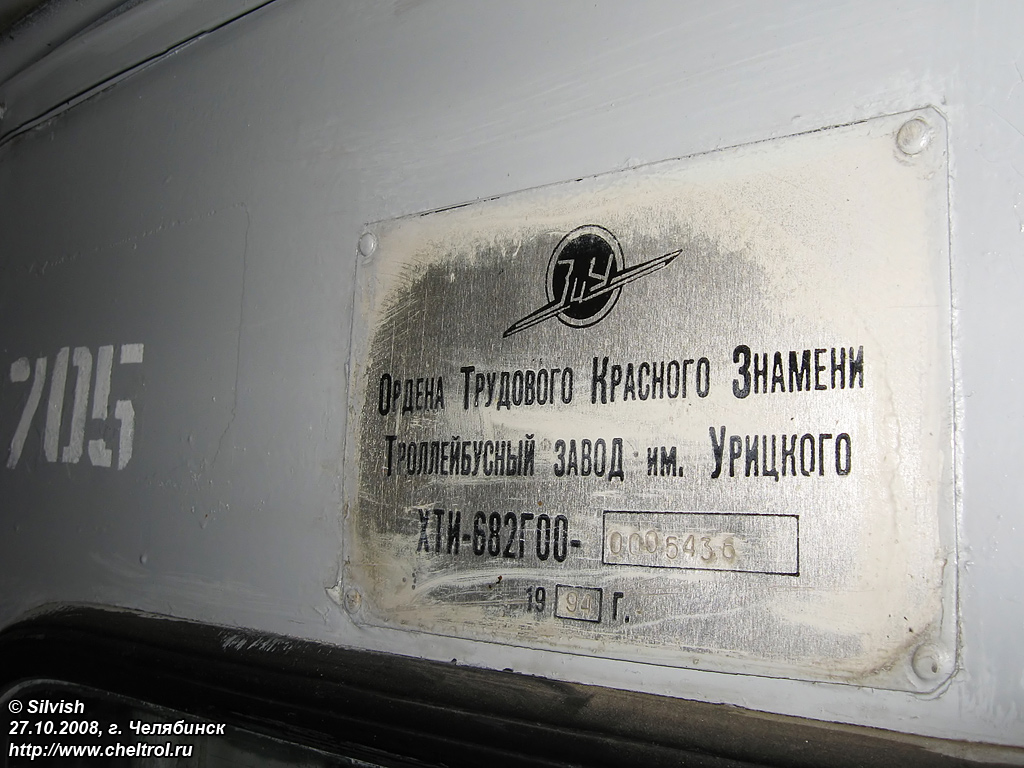 ЗиУ
Ордена Трудового Красного Знамени
Троллейбусный завод им. Урицкого
ХТИ-682Г00- 0006436
19 94 г.
705
© Silvish
27.10.2008, г. Челябинск
http://www.cheltrol.ru